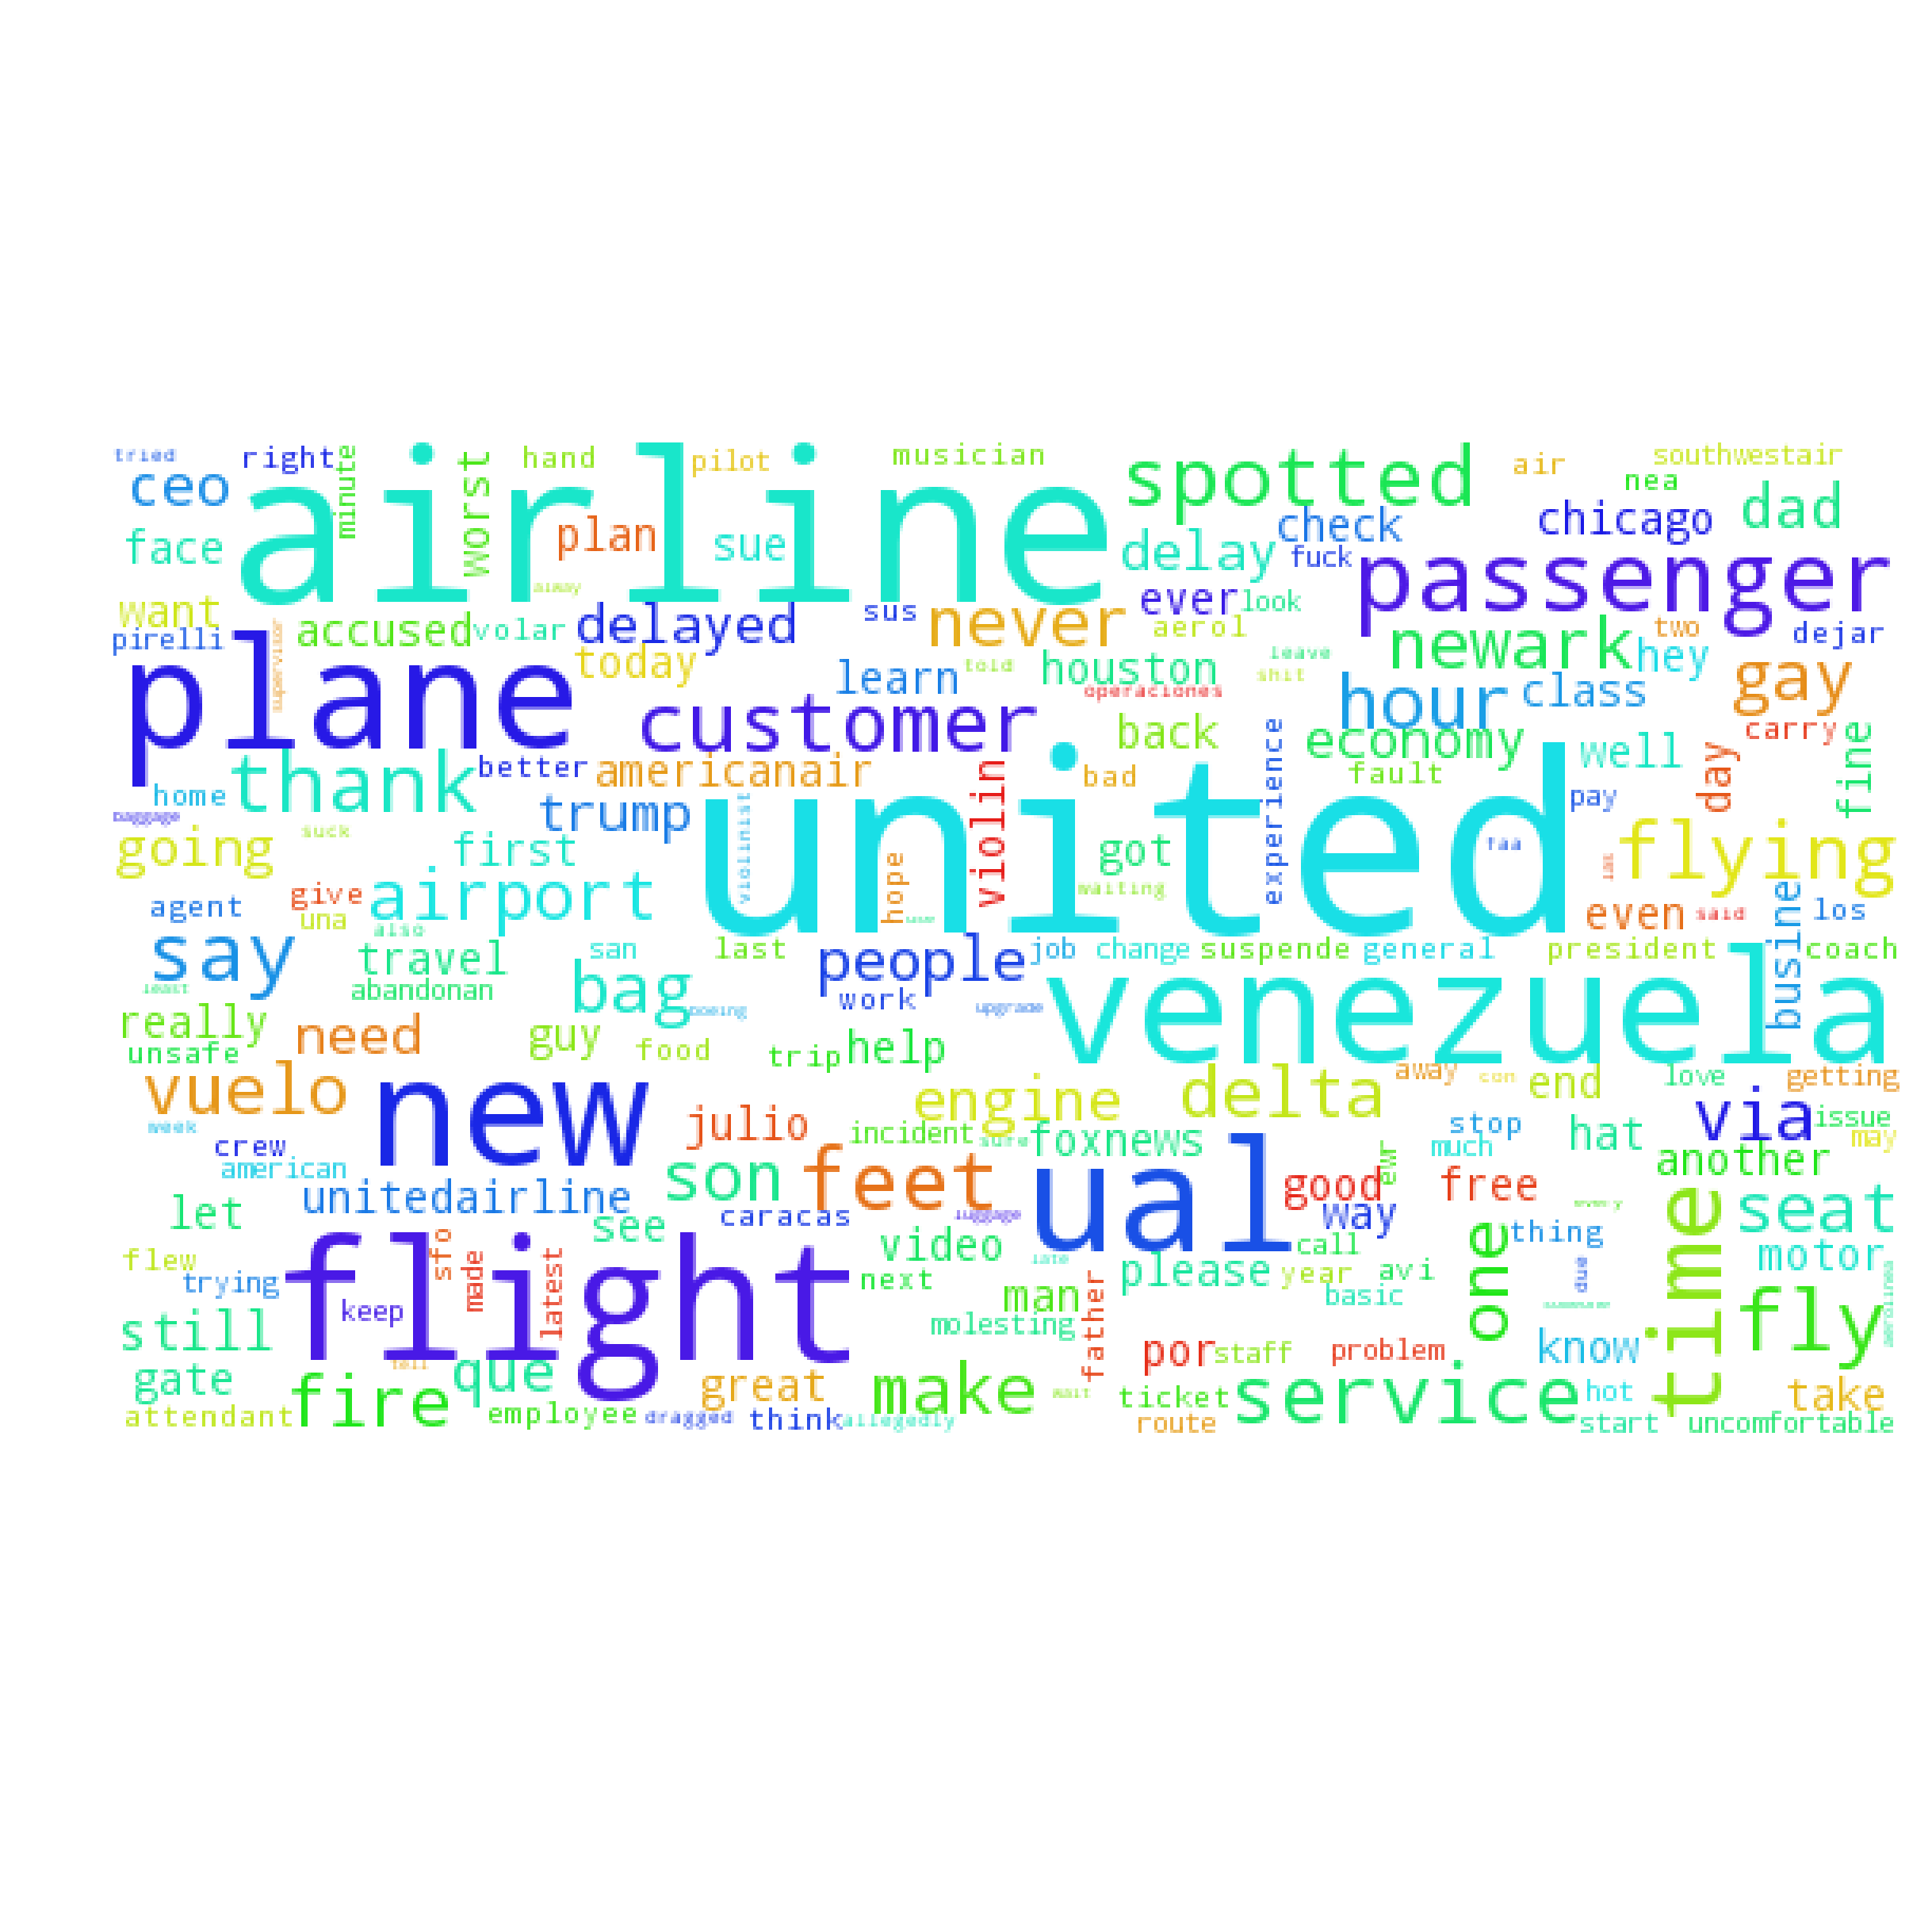 tried right minute worst hand pilot musician spotted air southwestair
ceo airline nea
face plan sue delay check chicago dad
fuck passenger
want accused volar delayed sus never ever look aerol newark two dejar
pirelli supervisor today learn told houston leave shit hey
plane customer operaciones hour class gay
back economy carry
thank better americanair violin bad experience fault well day fine
home trump united pay
baggage suck violinist faa
going first hope got flying
agent give airport waiting even said busine los
una also
say travel san last people job change suspende general president coach
abandonan bag work venezuela
least boeing upgrade
really need guy food trip help
unsafe
vuelo new engine delta away con end love getting
week julio incident sure foxnews stop hat via issue
crew much may
american son feet ual ewr another
unitedairline good free
let see caracas luggage way every time seat
flew sfo made latest flight video late call one thing motor
trying keep next man father please year avi due fly aerolinea
basic
still molesting
por staff problem know
gate tell que great make wait ticket service hot take
fire
attendant employee dragged think allegedly route start uncomfortable